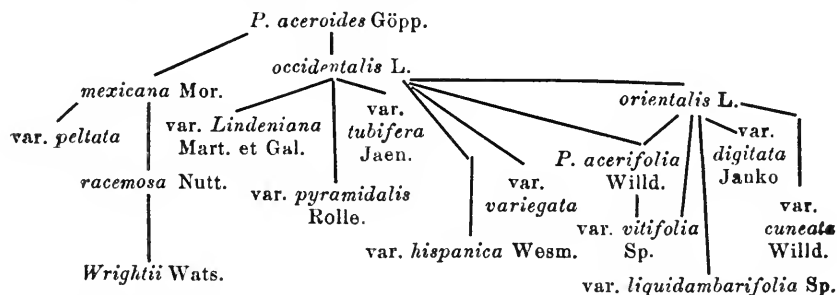 P. aceroides Göpp.
occidentalis L.
mexicana Mor.
orientalis L.
var. peltata
var. Lindeniana
Mart. et Gal.
var.
tubifera
Jaen.
P. acerifolia
Willd.
var.
digitata
Janko
racemosa Nutt.
var. pyramidalis
Rolle.
var.
variegata
var. vitifolia
Sp.
var.
cuneata
Willd.
var. hispanica Wesm.
Wrightii Wats.
var. liquidambarifolia Sp.